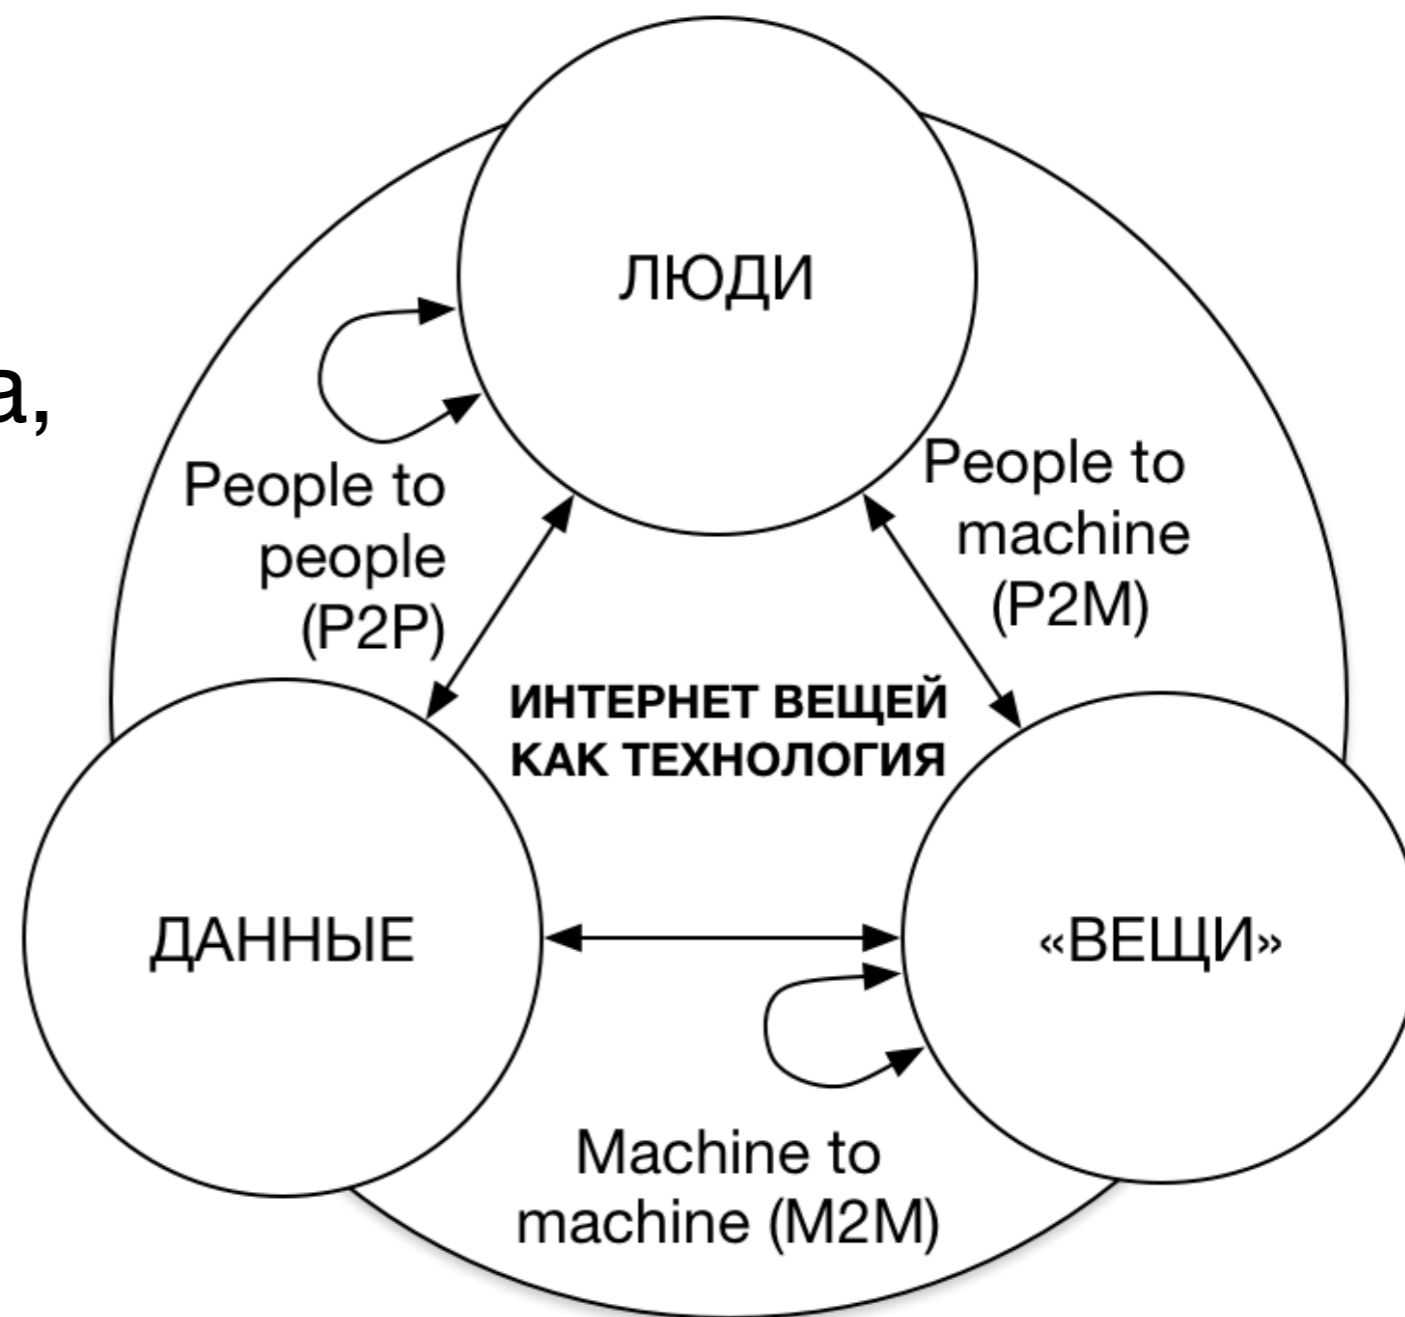 ЛЮДИ
а,
People to
people
(P2P)
People to
machine
(P2M)
ИНТЕРНЕТ ВЕЩЕЙ
КАК ТЕХНОЛОГИЯ
ДАННЫЕ
«ВЕЩИ»
Machine to
machine (M2M)